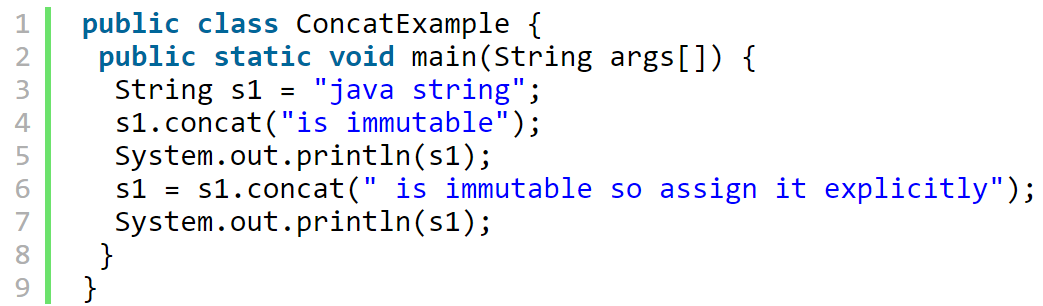 1 public class ConcatExample {
2  public static void main(String args[]) {
3   String s1 = "java string";
4   s1.concat("is immutable");
5   System.out.println(s1);
6   s1 = s1.concat(" is immutable so assign it explicitly");
7   System.out.println(s1);
8  }
9 }